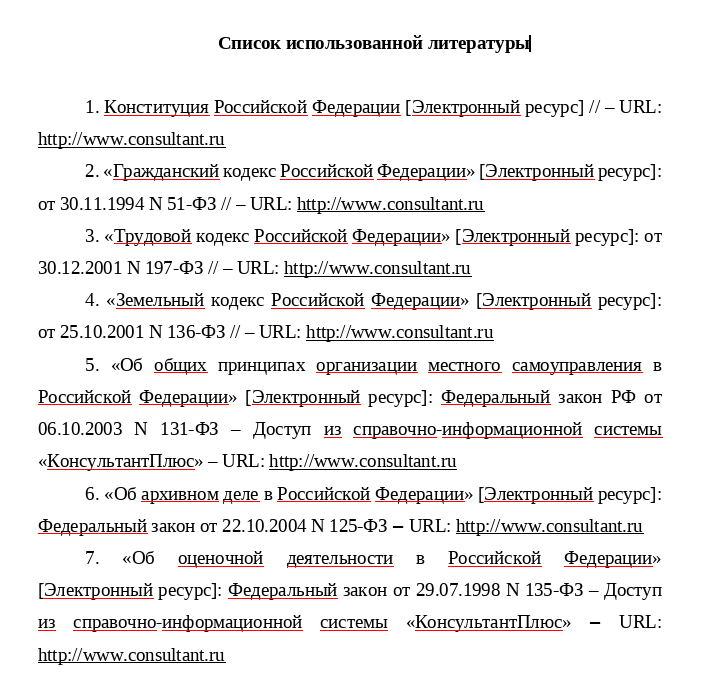 Список использованной литературы
1. Конституция Российской Федерации [Электронный ресурс] // – URL:
http://www.consultant.ru
2. «Гражданский кодекс Российской Федерации» [Электронный ресурс]:
от 30.11.1994 N 51-ФЗ // – URL: http://www.consultant.ru
3. «Трудовой кодекс Российской Федерации» [Электронный ресурс]: от
30.12.2001 N 197-ФЗ // – URL: http://www.consultant.ru
4. «Земельный кодекс Российской Федерации» [Электронный ресурс]:
от 25.10.2001 N 136-ФЗ // – URL: http://www.consultant.ru
5. «Об общих принципах организации местного самоуправления в
Российской Федерации» [Электронный ресурс]: Федеральный закон РФ от
06.10.2003 N 131-ФЗ – Доступ из справочно-информационной системы
«КонсультантПлюс» – URL: http://www.consultant.ru
6. «Об архивном деле в Российской Федерации» [Электронный ресурс]:
Федеральный закон от 22.10.2004 N 125-ФЗ – URL: http://www.consultant.ru
7. «Об оценочной деятельности в Российской Федерации»
[Электронный ресурс]: Федеральный закон от 29.07.1998 N 135-ФЗ – Доступ
из справочно-информационной системы «КонсультантПлюс» – URL:
http://www.consultant.ru